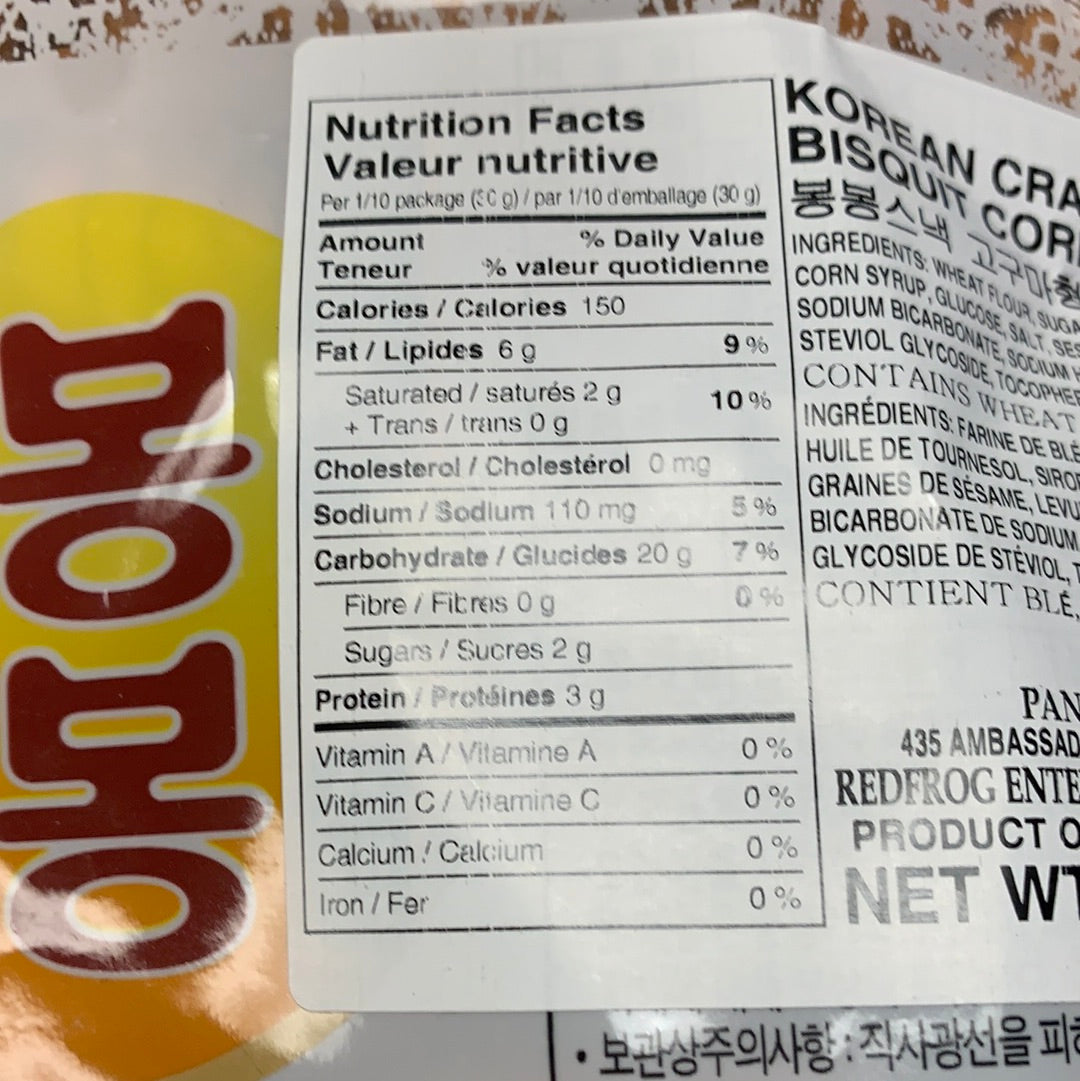 Nutrition Facts
Valeur nutritive
Per 1/10 package (30 g) / par 1/10 d'emballage (30 g)
Amount % Daily Value
Teneur % valeur quotidienne
Calories / Calories 150
Fat / Lipides 6 g 9 %
Saturated / saturés 2 g 10 %
+ Trans / trans 0 g
Cholesterol / Cholestérol 0 mg
Sodium / Sodium 110 mg 5 %
Carbohydrate / Glucides 20 g 7 %
Fibre / Fibres 0 g 0 %
Sugars / Sucres 2 g
Protein / Protéines 3 g
Vitamin A / Vitamine A 0 %
Vitamin C / Vitamine C 0 %
Calcium / Calcium 0 %
Iron / Fer 0 %
KOREAN CRA
BISQUIT COR
봉봉스낵 고구마형
INGREDIENTS: WHEAT FLOUR, SUGA
CORN SYRUP, GLUCOSE, SALT, SES
SODIUM BICARBONATE, SODIUM H
STEVIOL GLYCOSIDE, TOCOPHER
CONTAINS WHEAT
INGRÉDIENTS: FARINE DE BLÉ
HUILE DE TOURNESOL, SIROP
GRAINES DE SÉSAME, LEVU
BICARBONATE DE SODIUM
GLYCOSIDE DE STÉVIOL, T
CONTIENT BLÉ,
PAN
435 AMBASSAD
REDFROG ENTE
PRODUCT O
NET WT
• 보관상주의사항 : 직사광선을 피하